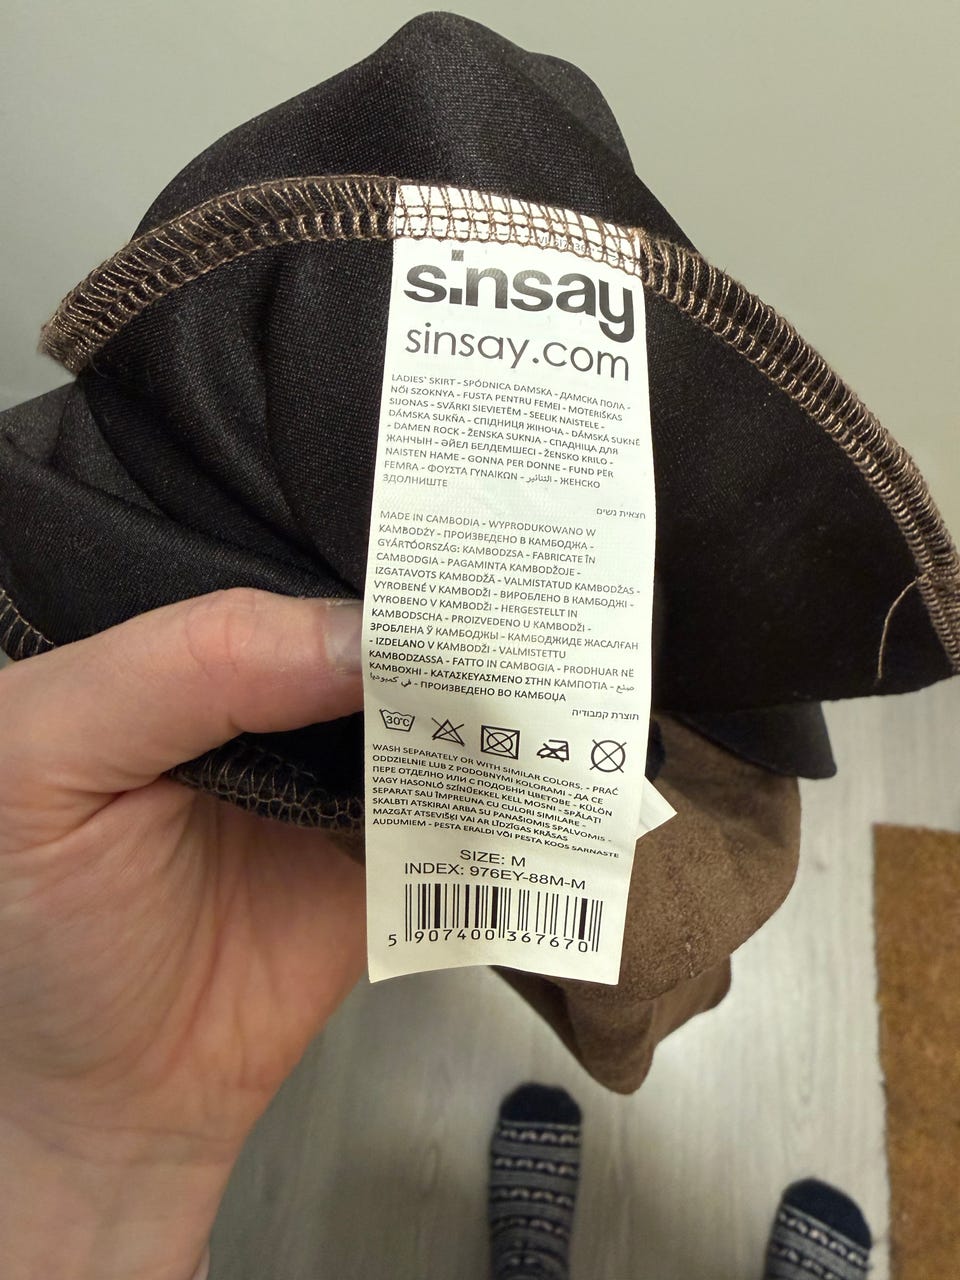 sinsay
sinsay.com
LADIES' SKIRT - SPÓDNICA DAMSKA - ДАМСКА ПОЛА -
NŐI SZOKNYA - FUSTA PENTRU FEMEI - MOTERIŠKAS
SIJONAS - SVĀRKI SIEVIETĒM - SEELIK NAISTELE -
DÁMSKA SUKŇA - СПІДНИЦЯ ЖІНОЧА - DÁMSKÁ SUKNĚ
- DAMEN ROCK - ŽENSKA SUKNJA - СПАДНІЦА ДЛЯ
ЖАНЧЫН - ӘЙЕЛ БЕЛДЕМШЕСІ - ŽENSKO KRILO -
NAISTEN HAME - GONNA PER DONNE - FUND PËR
FEMRA - ΦΟΥΣΤΑ ΓΥΝΑΙΚΩΝ - التنانير - ЖЕНСКО
ЗДОЛНИШТЕ
חצאית נשים
MADE IN CAMBODIA - WYPRODUKOWANO W
KAMBODŻY - ПРОИЗВЕДЕНО В КАМБОДЖА -
GYÁRTÓORSZÁG: KAMBODZSA - FABRICATE ÎN
CAMBODGIA - PAGAMINTA KAMBODŽOJE -
IZGATAVOTS KAMBODŽĀ - VALMISTATUD KAMBODŽAS -
VYROBENÉ V KAMBODŽI - ВИРОБЛЕНО В КАМБОДЖІ -
VYROBENO V KAMBODŽI - HERGESTELLT IN
KAMBODSCHA - PROIZVEDENO U KAMBODŽI -
ЗРОБЛЕНА Ў КАМБОДЖЫ - КАМБОДЖИДЕ ЖАСАЛҒАН
- IZDELANO V KAMBODŽI - VALMISTETTU
KAMBODZASSA - FATTO IN CAMBOGIA - PRODHUAR NË
KAMBOXHI - ΚΑΤΑΣΚΕΥΑΣΜΕΝΟ ΣΤΗΝ ΚΑΜΠΟΤΙΑ - صنع
في كمبوديا - ПРОИЗВЕДЕНО ВО КАМБОЏА
תוצרת קמבודיה
30°C
WASH SEPARATELY OR WITH SIMILAR COLORS. - PRAĆ
ODDZIELNIE LUB Z PODOBNYMI KOLORAMI - ДА СЕ
ПЕРЕ ОТДЕЛНО ИЛИ С ПОДОБНИ ЦВЕТОВЕ - KÜLÖN
VAGY HASONLÓ SZÍNŰEKKEL KELL MOSNI - SPĂLAȚI
SEPARAT SAU ÎMPREUNA CU CULORI SIMILARE -
SKALBTI ATSKIRAI ARBA SU PANAŠIOMIS SPALVOMIS -
MAZGĀT ATSEVIŠĶI VAI AR LĪDZĪGAS KRĀSAS
AUDUMIEM - PESTA ERALDI VÕI PESTA KOOS SARNASTE
SIZE: M
INDEX: 976EY-88M-M
5 907400 367670